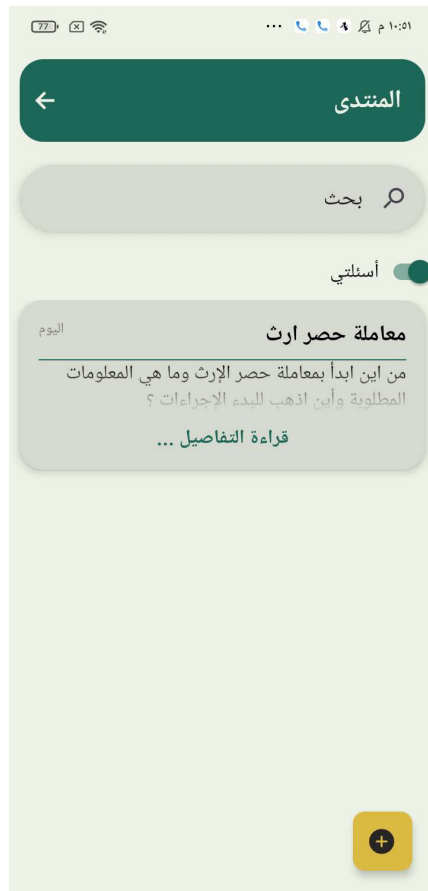 ١٠:٥١ م
77
المنتدى
بحث
أسئلتي
معاملة حصر ارث
اليوم
من اين ابدأ بمعاملة حصر الإرث وما هي المعلومات
المطلوبة وأين اذهب للبدء الإجراءات ؟
قراءة التفاصيل ...